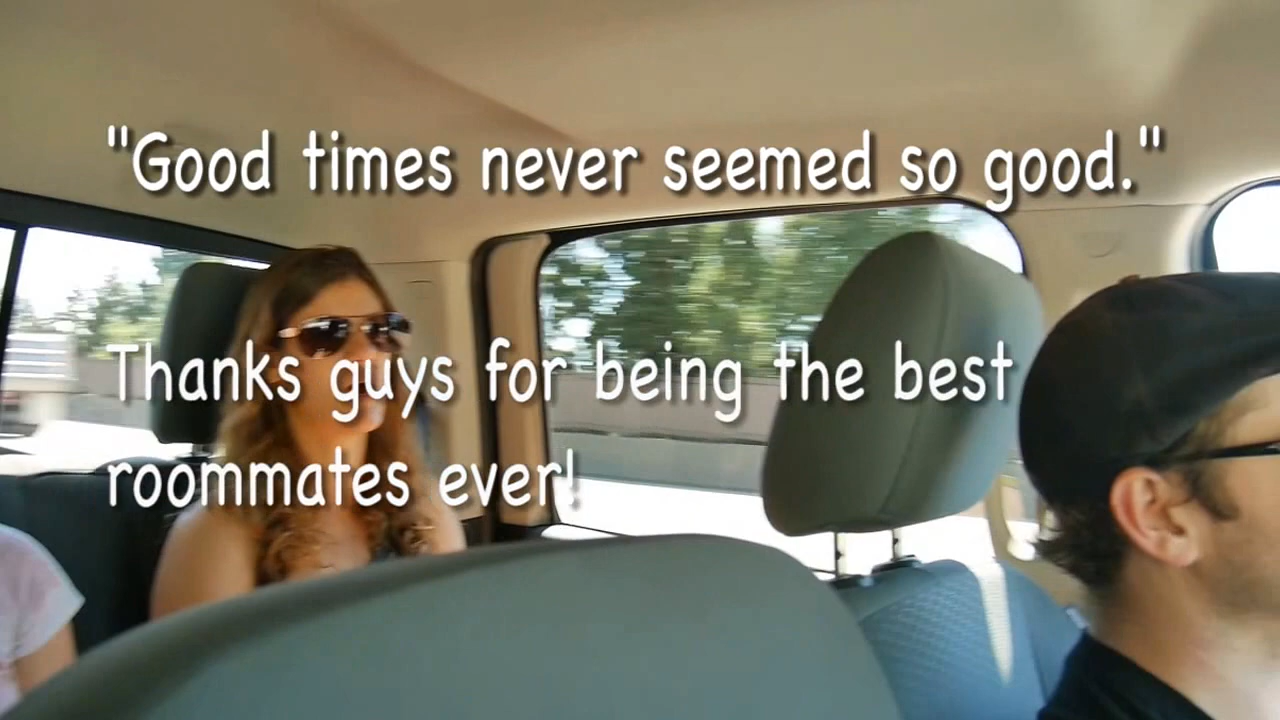 "Good times never seemed so good."
Thanks guys for being the best
roommates ever!